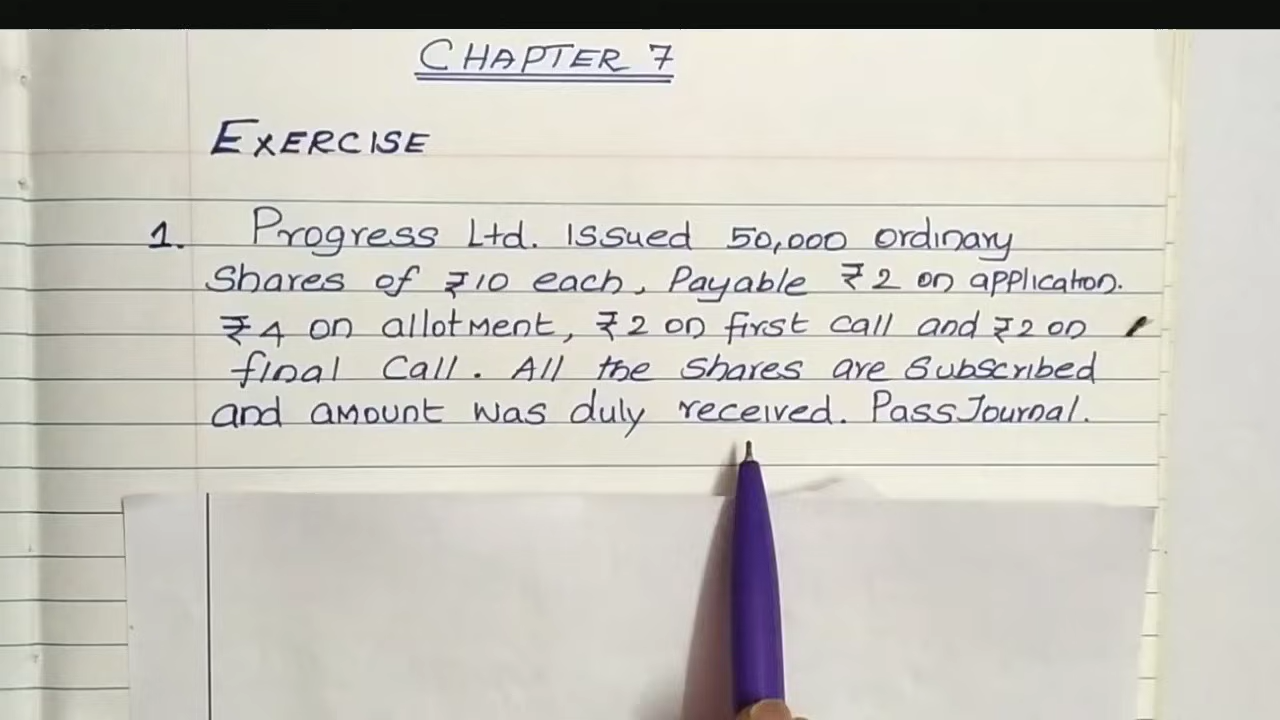 CHAPTER 7
EXERCISE
1. Progress Ltd. Issued 50,000 ordinary
Shares of ₹10 each, Payable ₹2 on application.
₹4 on allotment, ₹2 on first call and ₹2 on
final Call. All the Shares are Subscribed
and amount was duly received. Pass Journal.